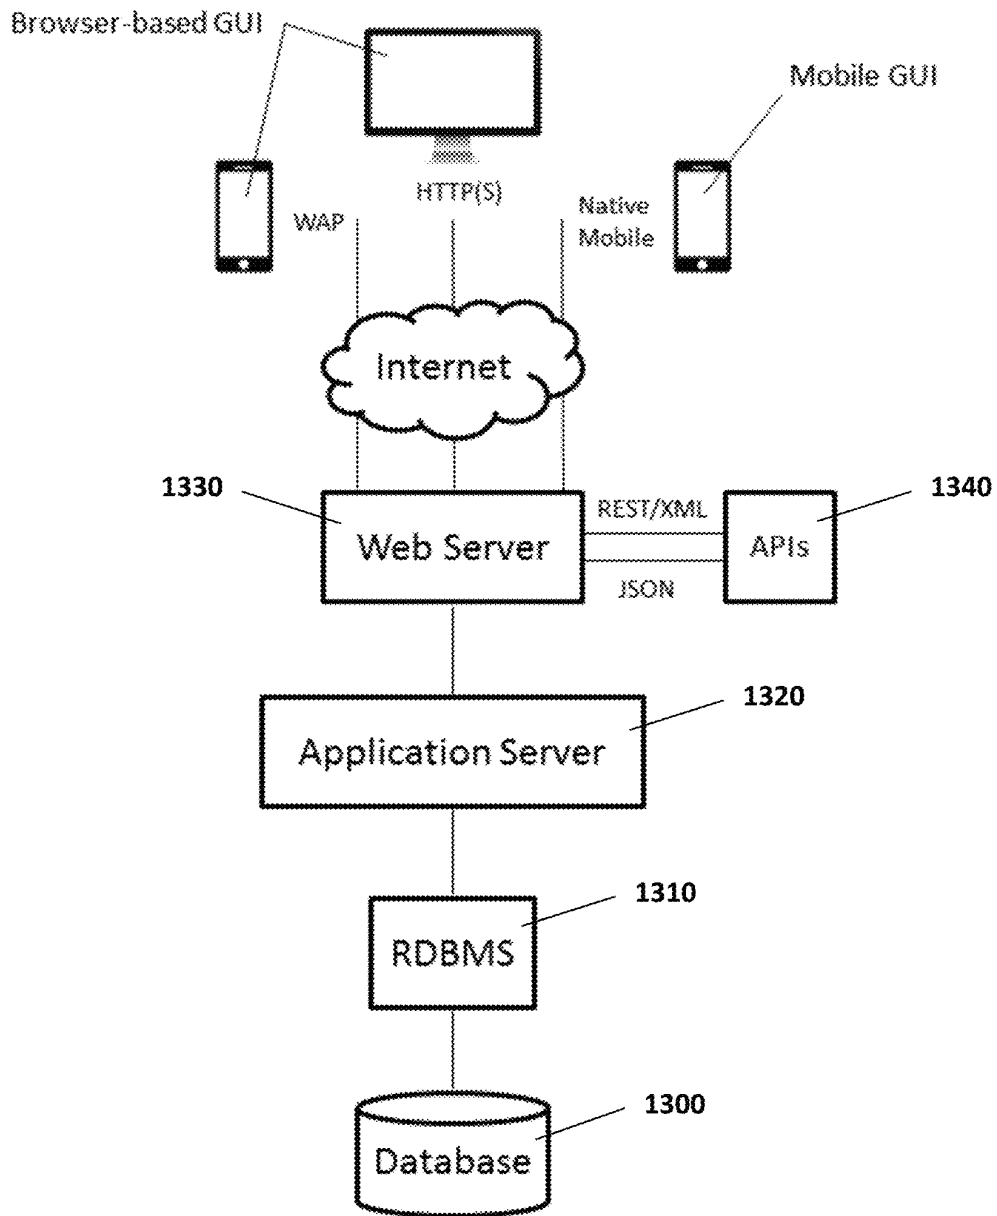 Browser-based GUI
Mobile GUI
HTTP(S)
WAP
Native
Mobile
Internet
1330
1340
REST/XML
Web Server
APIs
JSON
1320
Application Server
1310
RDBMS
1300
Database